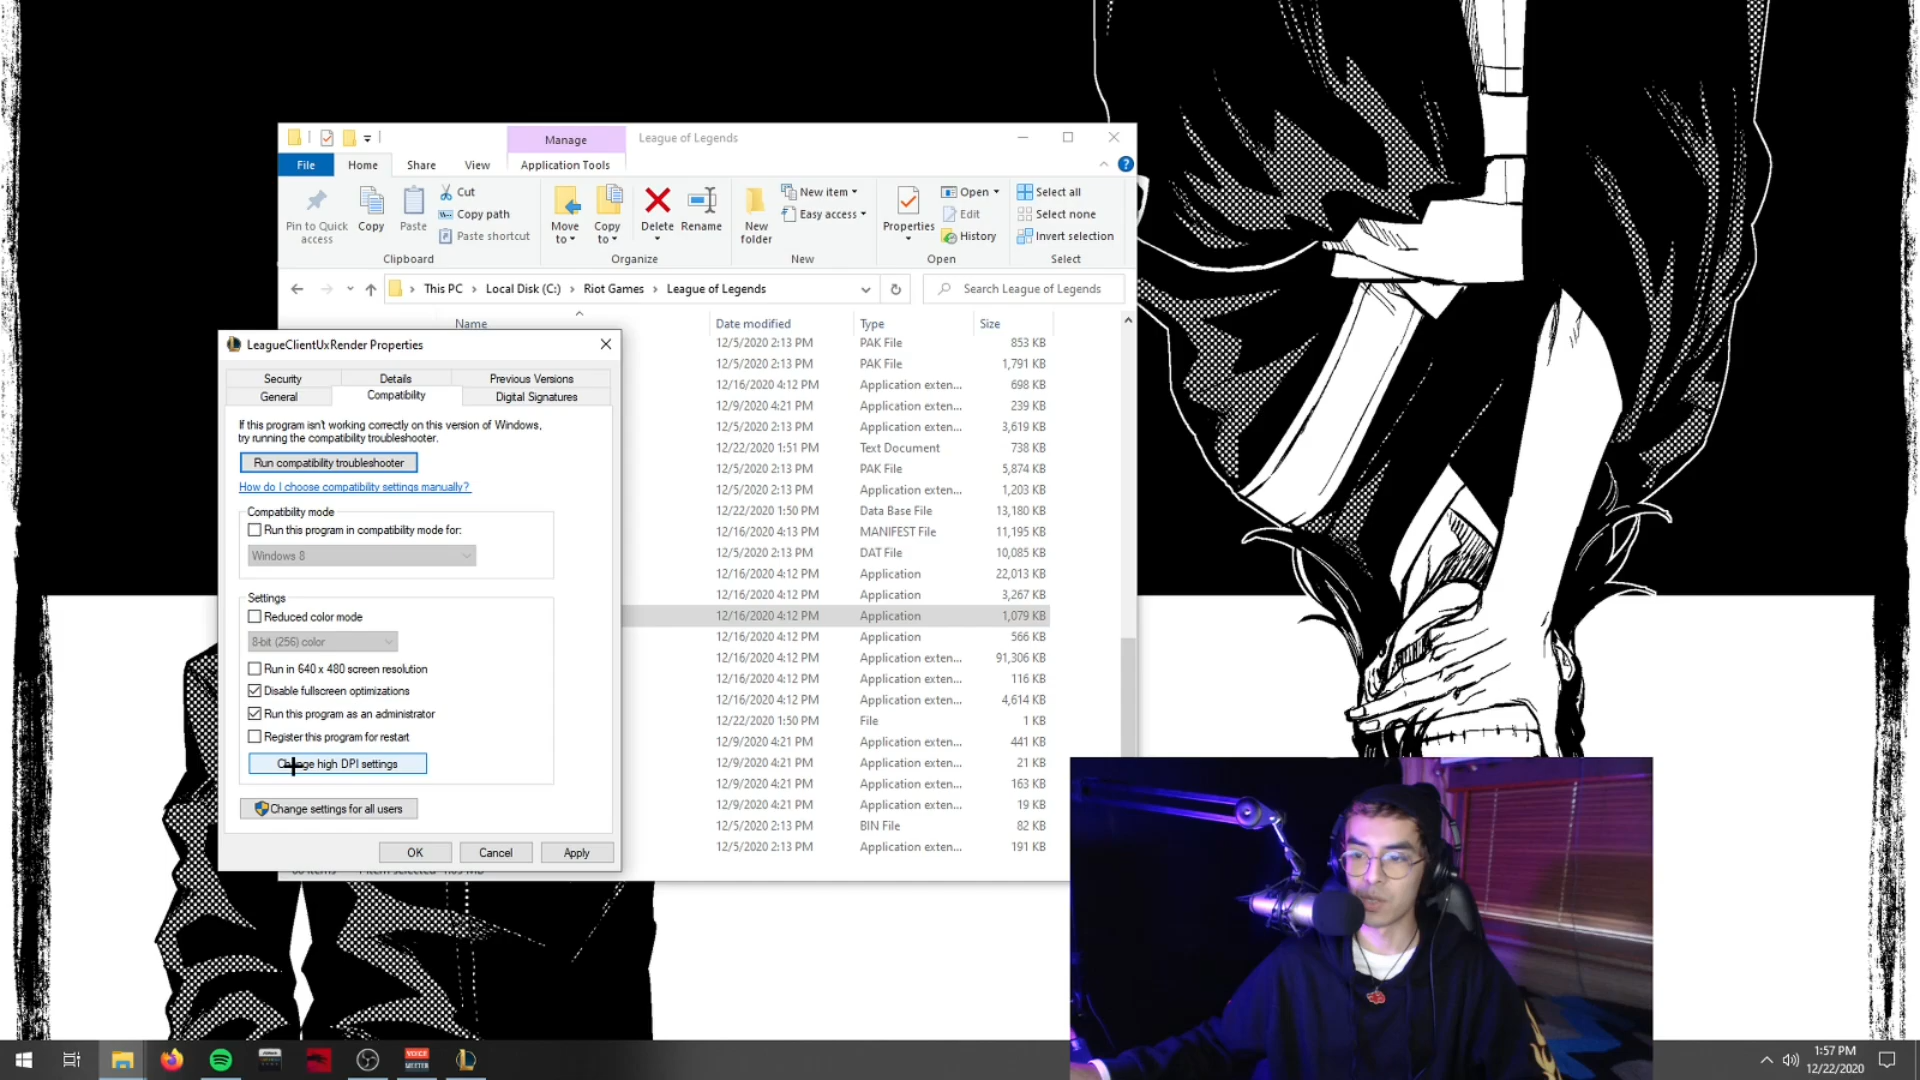 Manage
League of Legends
File
Home
Share
View
Application Tools
Pin to Quick access
Copy
Paste
Cut
Copy path
Paste shortcut
Move to
Copy to
Delete
Rename
New folder
New item
Easy access
Properties
Open
Edit
History
Select all
Select none
Invert selection
Clipboard
Organize
New
Open
Select
This PC
Local Disk (C:)
Riot Games
League of Legends
Search League of Legends
Name
Date modified
Type
Size
12/5/2020 2:13 PM PAK File 853 KB
12/5/2020 2:13 PM PAK File 1,791 KB
12/16/2020 4:12 PM Application exten... 698 KB
12/9/2020 4:21 PM Application exten... 239 KB
12/5/2020 2:13 PM Application exten... 3,619 KB
12/22/2020 1:51 PM Text Document 738 KB
12/5/2020 2:13 PM PAK File 5,874 KB
12/5/2020 2:13 PM Application exten... 1,203 KB
12/22/2020 1:50 PM Data Base File 13,180 KB
12/16/2020 4:13 PM MANIFEST File 11,195 KB
12/5/2020 2:13 PM DAT File 10,085 KB
12/16/2020 4:12 PM Application 22,013 KB
12/16/2020 4:12 PM Application 3,267 KB
12/16/2020 4:12 PM Application 1,079 KB
12/16/2020 4:12 PM Application 566 KB
12/16/2020 4:12 PM Application exten... 91,306 KB
12/16/2020 4:12 PM Application exten... 116 KB
12/16/2020 4:12 PM Application exten... 4,614 KB
12/22/2020 1:50 PM File 1 KB
12/9/2020 4:21 PM Application exten... 441 KB
12/9/2020 4:21 PM Application exten... 21 KB
12/9/2020 4:21 PM Application exten... 163 KB
12/9/2020 4:21 PM Application exten... 19 KB
12/5/2020 2:13 PM BIN File 82 KB
12/5/2020 2:13 PM Application exten... 191 KB
LeagueClientUxRender Properties
Security
Details
Previous Versions
General
Compatibility
Digital Signatures
If this program isn't working correctly on this version of Windows,
try running the compatibility troubleshooter.
Run compatibility troubleshooter
How do I choose compatibility settings manually?
Compatibility mode
Run this program in compatibility mode for:
Windows 8
Settings
Reduced color mode
8-bit (256) color
Run in 640 x 480 screen resolution
Disable fullscreen optimizations
Run this program as an administrator
Register this program for restart
Change high DPI settings
Change settings for all users
OK
Cancel
Apply
VOICE
MEETER
1:57 PM
12/22/2020